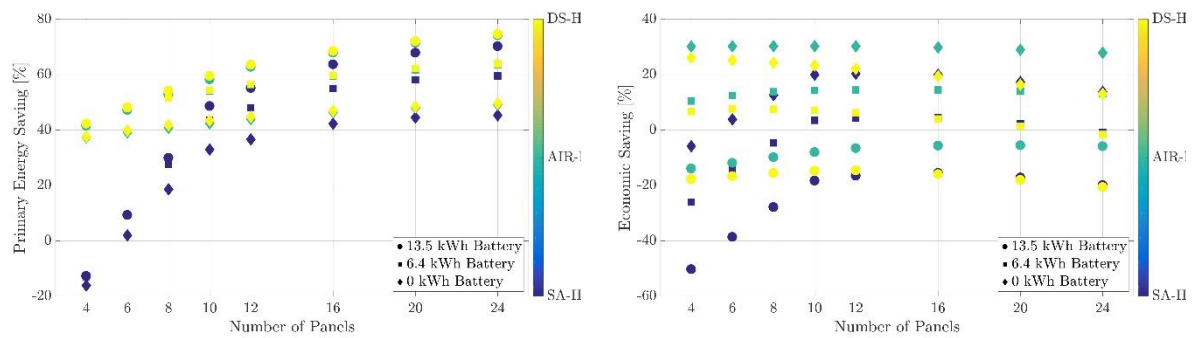 Primary Energy Saving [%]
80
60
40
20
0
-20
4 6 8 10 12 16 20 24
Number of Panels
13.5 kWh Battery
6.4 kWh Battery
0 kWh Battery
DS-H
AIR-I
SA-II
Economic Saving [%]
60
40
20
0
-20
-40
-60
4 6 8 10 12 16 20 24
Number of Panels
13.5 kWh Battery
6.4 kWh Battery
0 kWh Battery
DS-H
AIR-I
SA-II